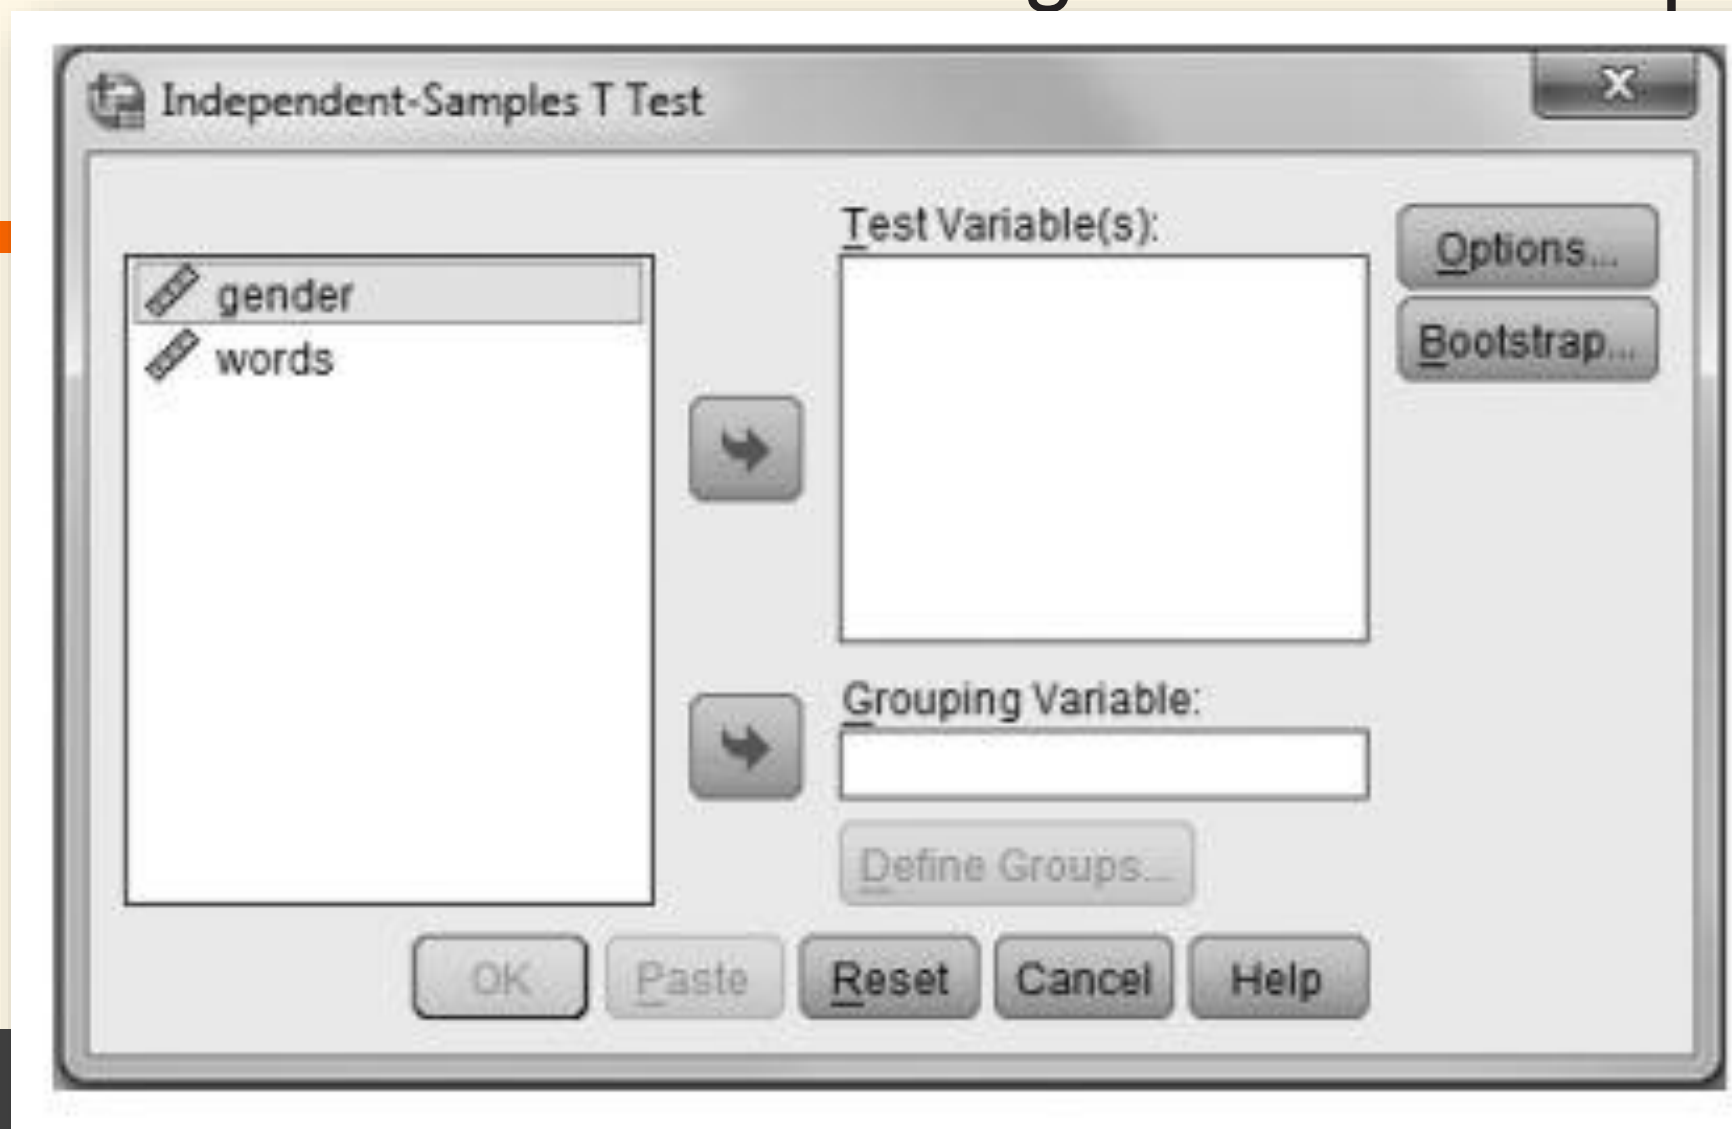 Independent-Samples T Test
Test Variable(s):
Options...
gender
Bootstrap...
words
Grouping Variable:
Define Groups...
OK
Paste
Reset
Cancel
Help